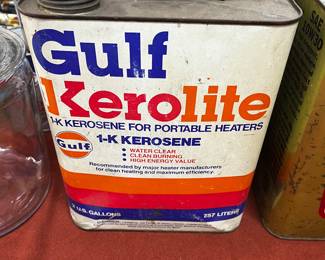 Gulf
Kerolite
1-K KEROSENE FOR PORTABLE HEATERS
Gulf
1-K KEROSENE
• WATER CLEAR
• CLEAN BURNING
• HIGH ENERGY VALUE
Recommended by major heater manufacturers
for clean heating and maximum efficiency.
U.S. GALLONS
LITERS
SAE